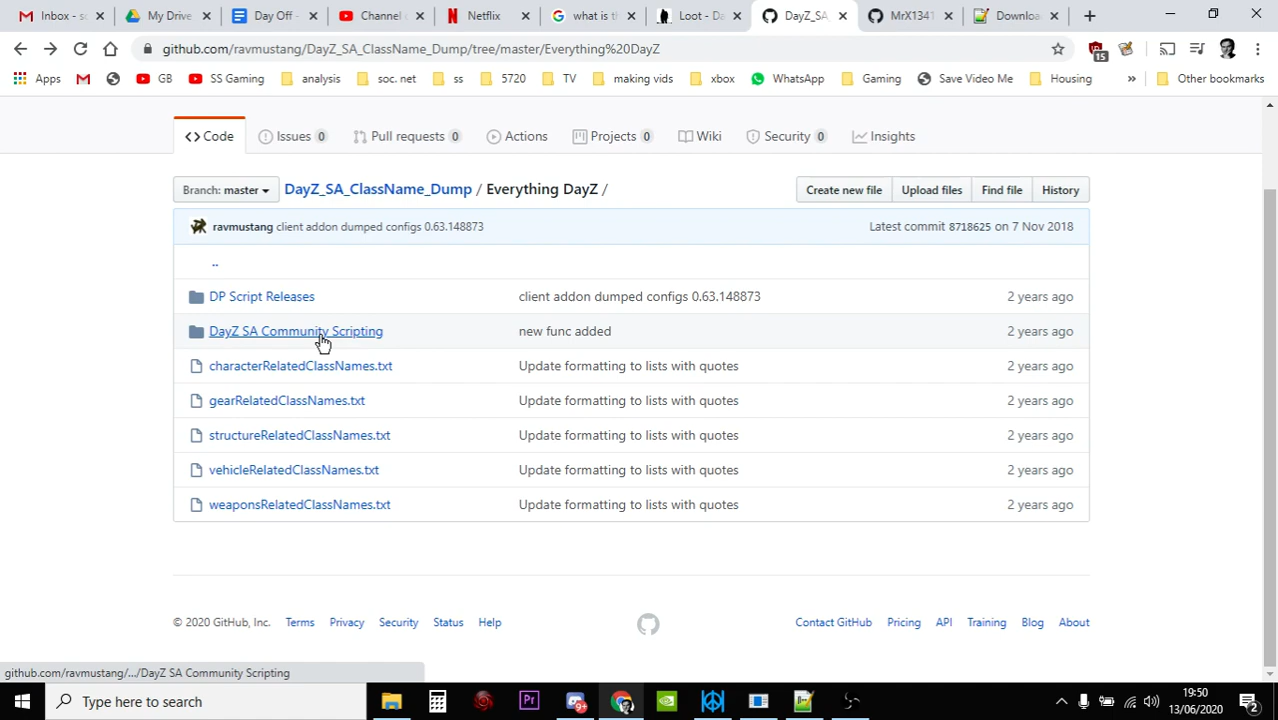 Inbox - s
My Drive
Day Off -
Channel
Netflix
what is t
Loot - Da
DayZ_SA_
MrX1341
Downloa
github.com/ravmustang/DayZ_SA_ClassName_Dump/tree/master/Everything%20DayZ
15
Apps
GB
SS Gaming
analysis
soc. net
ss
5720
TV
making vids
xbox
WhatsApp
Gaming
Save Video Me
Housing
»
Other bookmarks
<> Code
Issues 0
Pull requests 0
Actions
Projects 0
Wiki
Security 0
Insights
Branch: master
DayZ_SA_ClassName_Dump / Everything DayZ /
Create new file
Upload files
Find file
History
ravmustang client addon dumped configs 0.63.148873
Latest commit 8718625 on 7 Nov 2018
..
DP Script Releases
client addon dumped configs 0.63.148873
2 years ago
DayZ SA Community Scripting
new func added
2 years ago
characterRelatedClassNames.txt
Update formatting to lists with quotes
2 years ago
gearRelatedClassNames.txt
Update formatting to lists with quotes
2 years ago
structureRelatedClassNames.txt
Update formatting to lists with quotes
2 years ago
vehicleRelatedClassNames.txt
Update formatting to lists with quotes
2 years ago
weaponsRelatedClassNames.txt
Update formatting to lists with quotes
2 years ago
© 2020 GitHub, Inc.
Terms
Privacy
Security
Status
Help
Contact GitHub
Pricing
API
Training
Blog
About
github.com/ravmustang/.../DayZ SA Community Scripting
Type here to search
Pr
19:50
13/06/2020
2